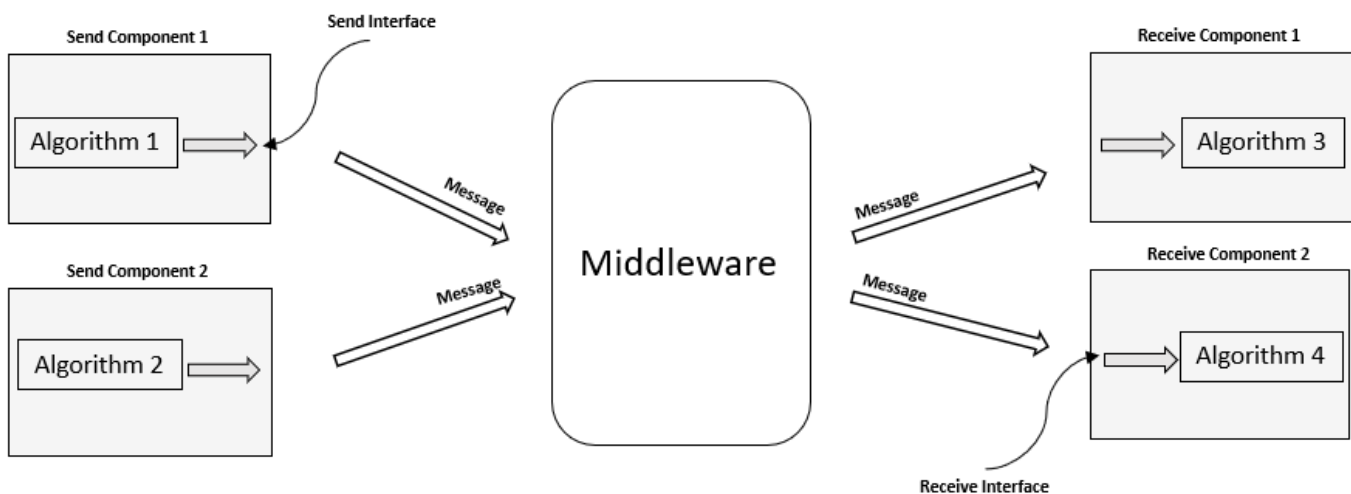 Send Interface
Send Component 1
Receive Component 1
Algorithm 1
Algorithm 3
Message
Message
Middleware
Send Component 2
Receive Component 2
Message
Message
Algorithm 2
Algorithm 4
Receive Interface